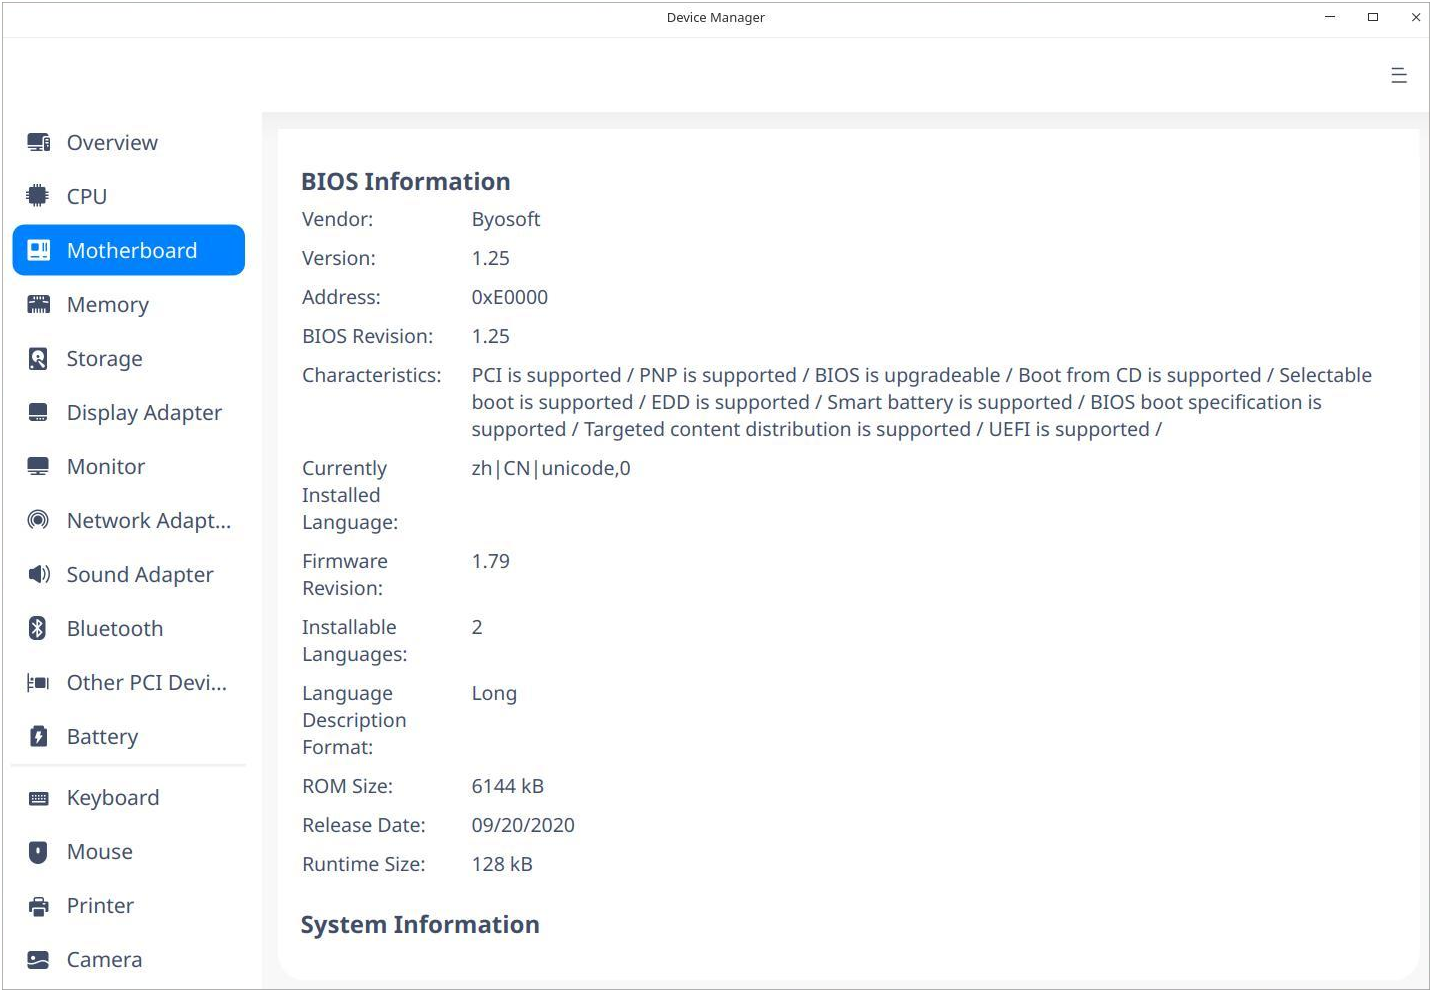 Device Manager
Overview
CPU
Motherboard
Memory
Storage
Display Adapter
Monitor
Network Adapt...
Sound Adapter
Bluetooth
Other PCI Devi...
Battery
Keyboard
Mouse
Printer
Camera
BIOS Information
Vendor: Byosoft
Version: 1.25
Address: 0xE0000
BIOS Revision: 1.25
Characteristics: PCI is supported / PNP is supported / BIOS is upgradeable / Boot from CD is supported / Selectable
boot is supported / EDD is supported / Smart battery is supported / BIOS boot specification is
supported / Targeted content distribution is supported / UEFI is supported /
Currently zh|CN|unicode,0
Installed
Language:
Firmware 1.79
Revision:
Installable 2
Languages:
Language Long
Description
Format:
ROM Size: 6144 kB
Release Date: 09/20/2020
Runtime Size: 128 kB
System Information